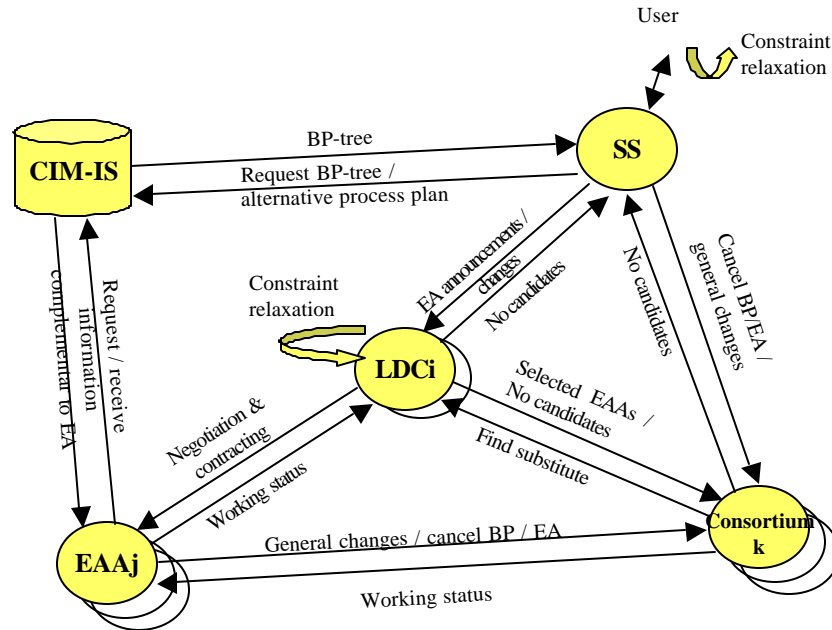 User
Constraint
relaxation
BP-tree
SS
CIM-IS
Request BP-tree /
alternative process plan
EA announcements /
changes
No candidates
No candidates
Cancel BP/EA /
general changes
Constraint
relaxation
complementar to EA
Request / receive
information
LDCi
Selected EAAs /
No candidates
Negotiation &
contracting
Find substitute
Working status
Consortium
k
General changes / cancel BP / EA
EAAj
Working status